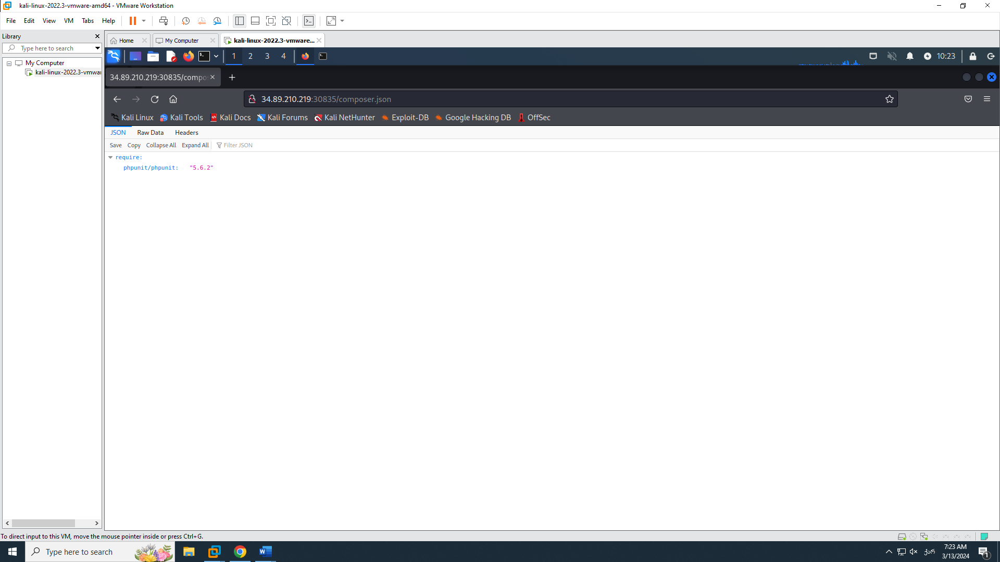 kali-linux-2022.3-vmware-amd64 - VMware Workstation
File Edit View VM Tabs Help
Library
Type here to search
My Computer
kali-linux-2022.3-vmwar
Home
My Computer
kali-linux-2022.3-vmware...
1 2 3 4
10:23
34.89.210.219:30835/compo
34.89.210.219:30835/composer.json
Kali Linux Kali Tools Kali Docs Kali Forums Kali NetHunter Exploit-DB Google Hacking DB OffSec
JSON Raw Data Headers
Save Copy Collapse All Expand All Filter JSON
require:
phpunit/phpunit: "5.6.2"
To direct input to this VM, move the mouse pointer inside or press Ctrl+G.
Type here to search
ქარ
7:23 AM
3/13/2024
1